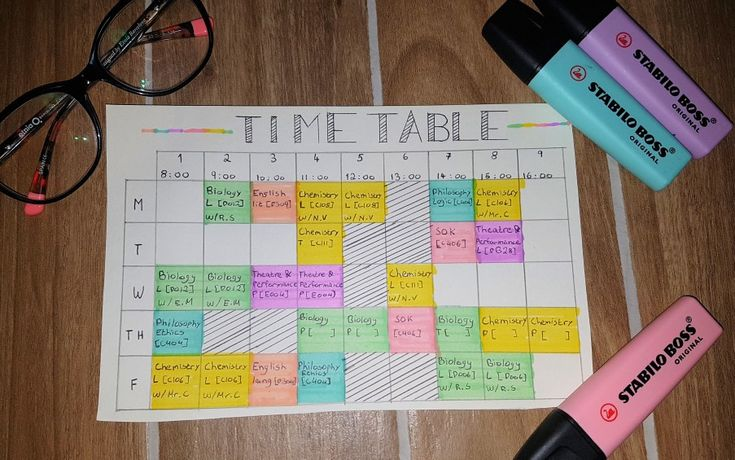 TIME TABLE
1 2 3 4 5 6 7 8 9
8:00 9:00 10:00 11:00 12:00 13:00 14:00 15:00 16:00
M
Biology
L [D012]
W/R.S
English
lit [D309]
Chemistry
L [C108]
W/N.V
Chemistry
L [C108]
W/N.V
Philosophy
Logic
Chemistry
L [C106]
W/Mr.C
T
Chemistry
T [C111]
SOK
[C406]
Theatre &
Performance
L [DG28]
W
Biology
L [D012]
W/E.M
Biology
L [D012]
W/E.M
Theatre &
Performance
P [E004]
Theatre &
Performance
P [E004]
Chemistry
L [C111]
W/N.V
TH
Philosophy
Ethics
[C404]
Biology
P [ ]
Biology
P [ ]
SOK
[C406]
Biology
T [ ]
Chemistry
P [ ]
Chemistry
P [ ]
F
Chemistry
L [C106]
W/Mr.C
Chemistry
L [C106]
W/Mr.C
English
lang
Philosophy
Ethics
[C404]
Biology
L [D006]
W/R.S
Biology
L [D006]
W/R.S
STABILO BOSS
ORIGINAL
STABILO BOSS
ORIGINAL
STABILO BOSS
ORIGINAL